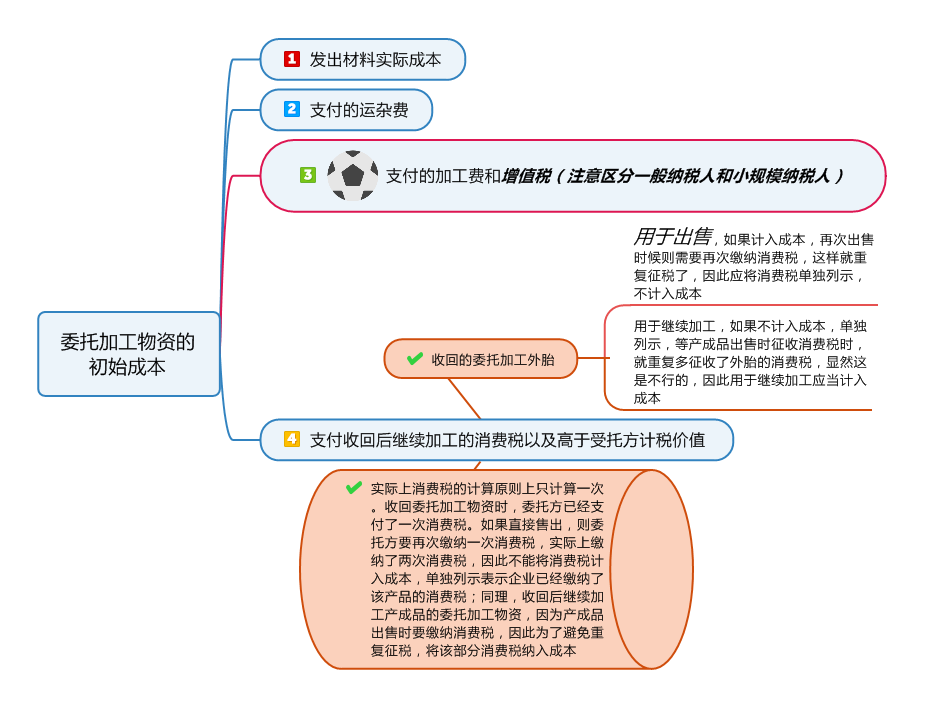 1 发出材料实际成本
2 支付的运杂费
3 支付的加工费和增值税（注意区分一般纳税人和小规模纳税人）
用于出售，如果计入成本，再次出售
时候则需要再次缴纳消费税，这样就重
复征税了，因此应将消费税单独列示，
不计入成本
委托加工物资的
初始成本
收回的委托加工外胎
用于继续加工，如果不计入成本，单独
列示，等产成品出售时征收消费税时，
就重复多征收了外胎的消费税，显然这
是不行的，因此用于继续加工应当计入
成本
4 支付收回后继续加工的消费税以及高于受托方计税价值
实际上消费税的计算原则上只计算一次
。收回委托加工物资时，委托方已经支
付了一次消费税。如果直接售出，则委
托方要再次缴纳一次消费税，实际上缴
纳了两次消费税，因此不能将消费税计
入成本，单独列示表示企业已经缴纳了
该产品的消费税；同理，收回后继续加
工产成品的委托加工物资，因为产成品
出售时要缴纳消费税，因此为了避免重
复征税，将该部分消费税纳入成本